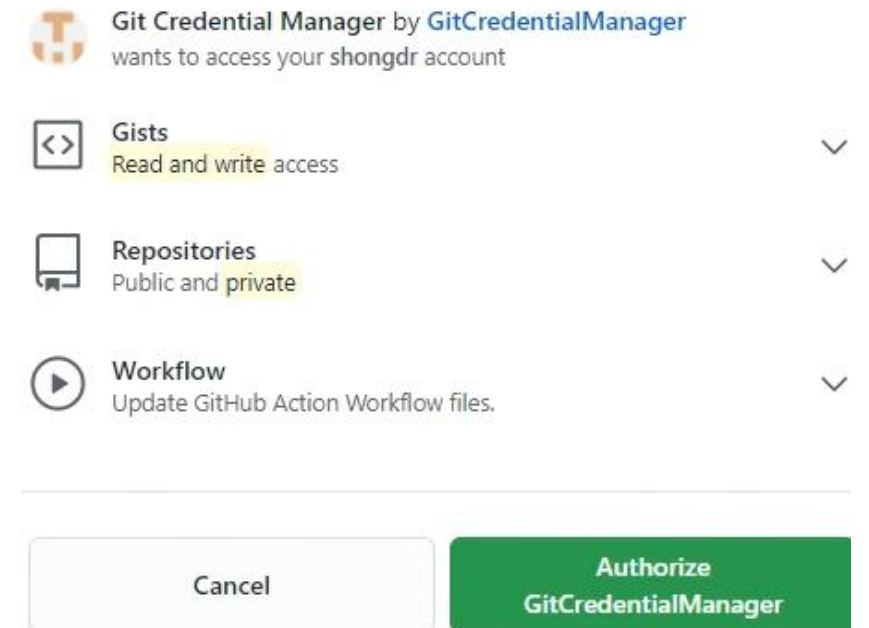 Git Credential Manager by GitCredentialManager
wants to access your shongdr account
Gists
Read and write access
Repositories
Public and private
Workflow
Update GitHub Action Workflow files.
Cancel
Authorize
GitCredentialManager